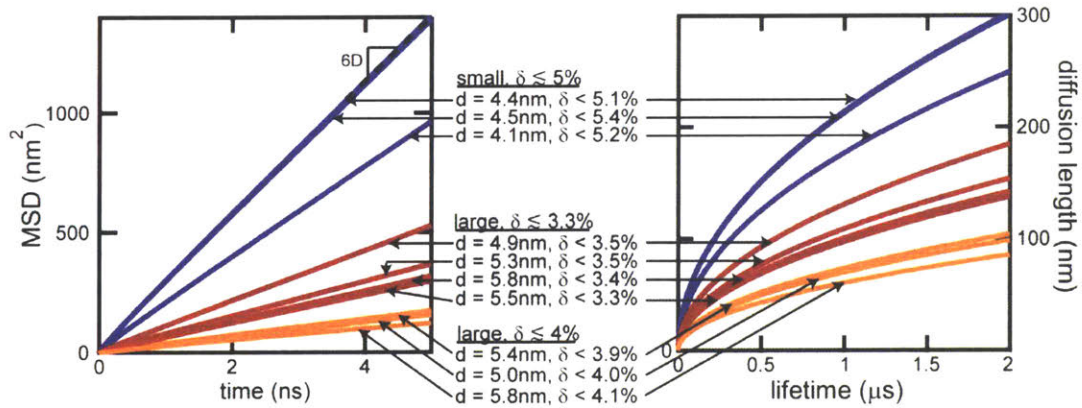 MSD (nm²)
1000
500
0
2
4
time (ns)
6D
small, δ ≲ 5%
d = 4.4nm, δ < 5.1%
d = 4.5nm, δ < 5.4%
d = 4.1nm, δ < 5.2%
large, δ ≲ 3.3%
d = 4.9nm, δ < 3.5%
d = 5.3nm, δ < 3.5%
d = 5.8nm, δ < 3.4%
d = 5.5nm, δ < 3.3%
large, δ ≲ 4%
d = 5.4nm, δ < 3.9%
d = 5.0nm, δ < 4.0%
d = 5.8nm, δ < 4.1%
300
200
100
0
diffusion length (nm)
0 0.5 1 1.5 2
lifetime (μs)